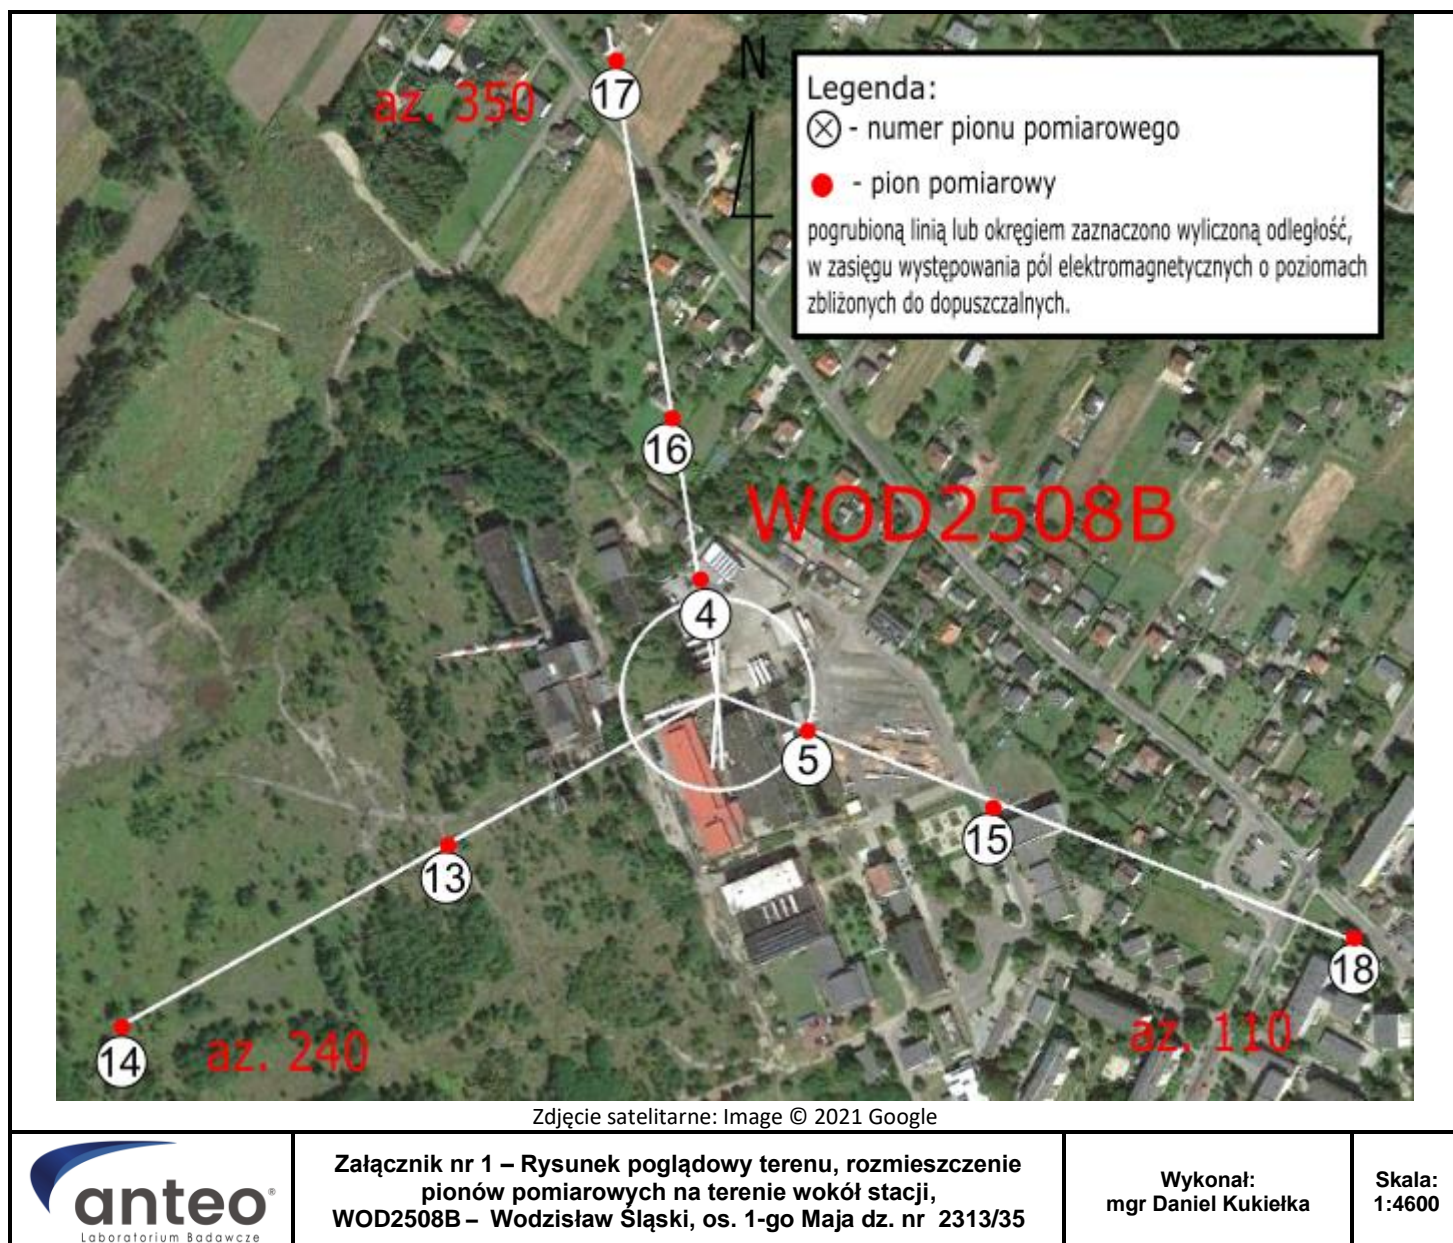 az. 350
17
N
Legenda:
- numer pionu pomiarowego
- pion pomiarowy
pogrubioną linią lub okręgiem zaznaczono wyliczoną odległość,
w zasięgu występowania pól elektromagnetycznych o poziomach
zbliżonych do dopuszczalnych.
16
WOD2508B
4
5
15
13
18
14
az. 240
az. 110
Zdjęcie satelitarne: Image © 2021 Google
anteo®
Laboratorium Badawcze
Załącznik nr 1 – Rysunek poglądowy terenu, rozmieszczenie
pionów pomiarowych na terenie wokół stacji,
WOD2508B – Wodzisław Śląski, os. 1-go Maja dz. nr 2313/35
Wykonał:
mgr Daniel Kukiełka
Skala:
1:4600